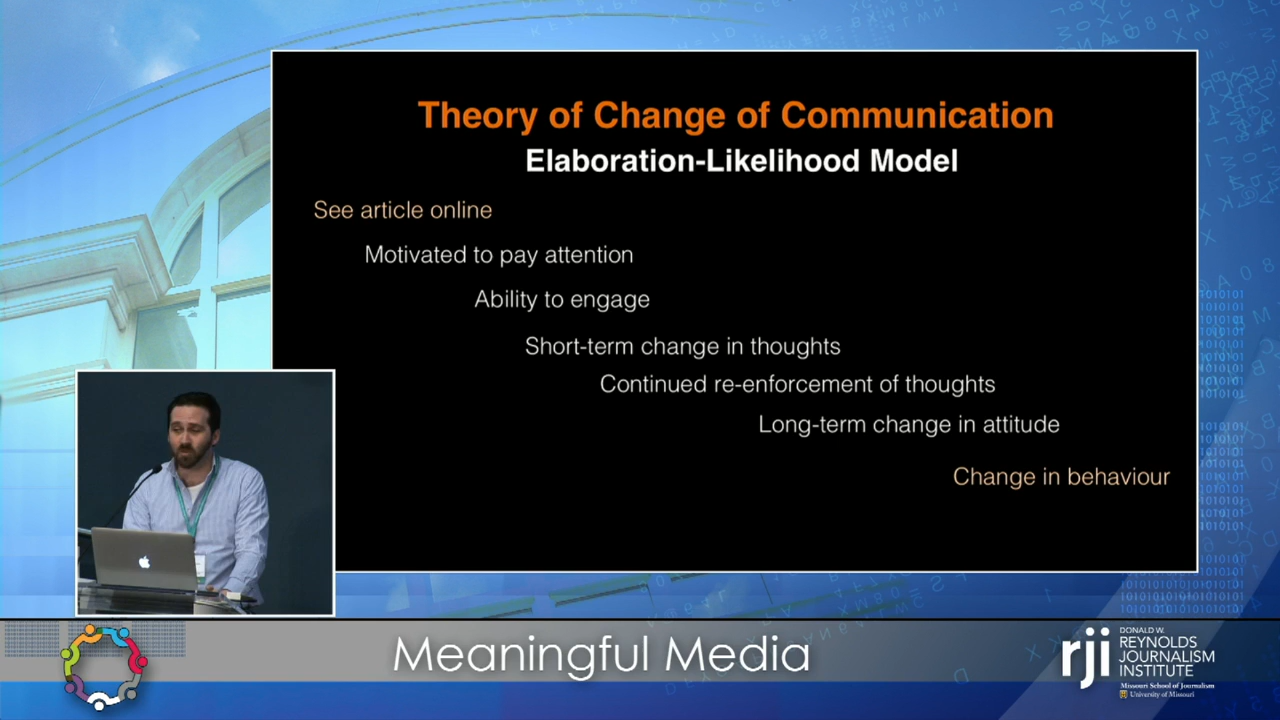 Theory of Change of Communication
Elaboration-Likelihood Model
See article online
Motivated to pay attention
Ability to engage
Short-term change in thoughts
Continued re-enforcement of thoughts
Long-term change in attitude
Change in behaviour
Meaningful Media
rji
DONALD W.
REYNOLDS
JOURNALISM
INSTITUTE
Missouri School of Journalism
University of Missouri